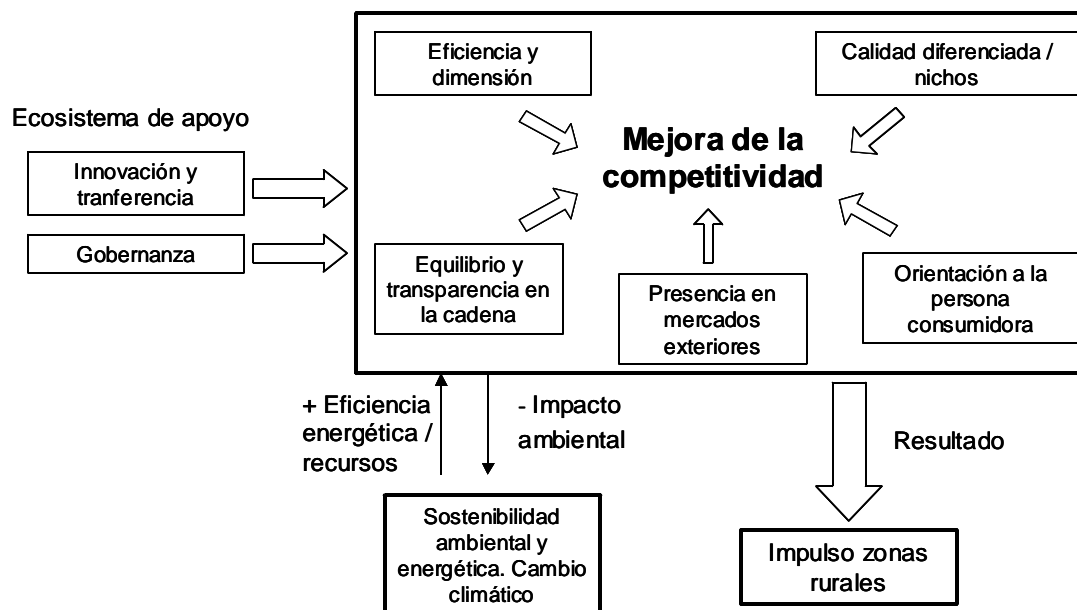 Eficiencia y
dimensión
Calidad diferenciada /
nichos
Ecosistema de apoyo
Mejora de la
competitividad
Innovación y
tranferencia
Gobernanza
Equilibrio y
transparencia en
la cadena
Presencia en
mercados
exteriores
Orientación a la
persona
consumidora
+ Eficiencia
energética /
recursos
- Impacto
ambiental
Resultado
Sostenibilidad
ambiental y
energética. Cambio
climático
Impulso zonas
rurales